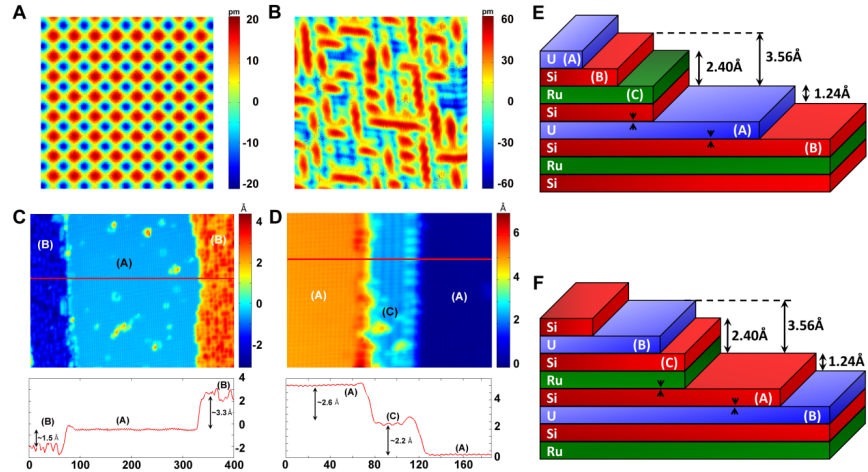 A
pm
20
10
0
-10
-20
B
pm
60
30
0
-30
-60
C
(B)
(A)
(B)
Å
4
2
0
-2
(B)
~1.5 Å
(A)
(B)
~3.3 Å
4
2
0
-2
0
100
200
300
400
D
(A)
(C)
(A)
Å
6
4
2
0
(A)
~2.6 Å
(C)
~2.2 Å
(A)
4
2
0
0
40
80
120
160
E
U (A)
Si (B)
Ru (C)
Si
U (A)
Si (B)
Ru
Si
2.40Å
3.56Å
1.24Å
F
Si
U (B)
Si (C)
Ru
Si (A)
U (B)
Si
Ru
2.40Å
3.56Å
1.24Å